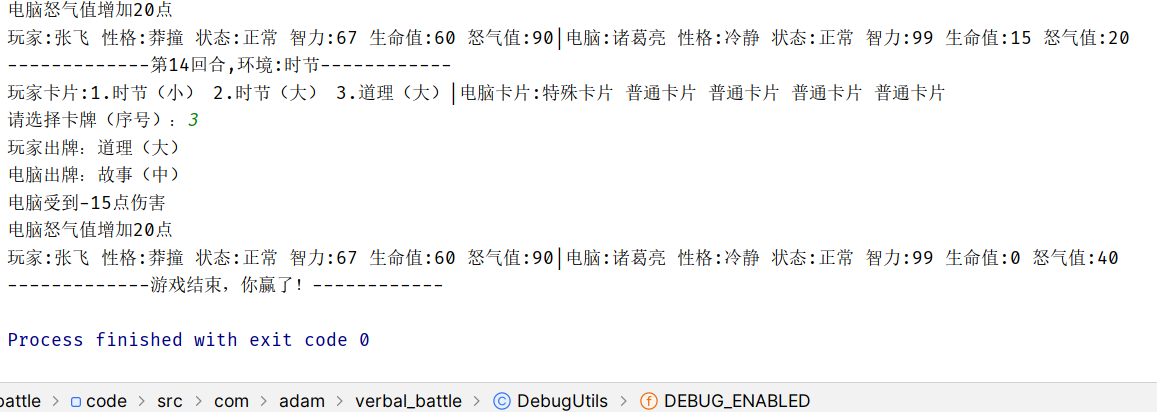 电脑怒气值增加20点
玩家:张飞 性格:莽撞 状态:正常 智力:67 生命值:60 怒气值:90|电脑:诸葛亮 性格:冷静 状态:正常 智力:99 生命值:15 怒气值:20
-------------第14回合,环境:时节------------
玩家卡片:1.时节（小） 2.时节（大） 3.道理（大）|电脑卡片:特殊卡片 普通卡片 普通卡片 普通卡片 普通卡片
请选择卡牌（序号）：3
玩家出牌：道理（大）
电脑出牌：故事（中）
电脑受到-15点伤害
电脑怒气值增加20点
玩家:张飞 性格:莽撞 状态:正常 智力:67 生命值:60 怒气值:90|电脑:诸葛亮 性格:冷静 状态:正常 智力:99 生命值:0 怒气值:40
-------------游戏结束，你赢了！------------
Process finished with exit code 0
battle > code > src > com > adam > verbal_battle > C DebugUtils > f DEBUG_ENABLED